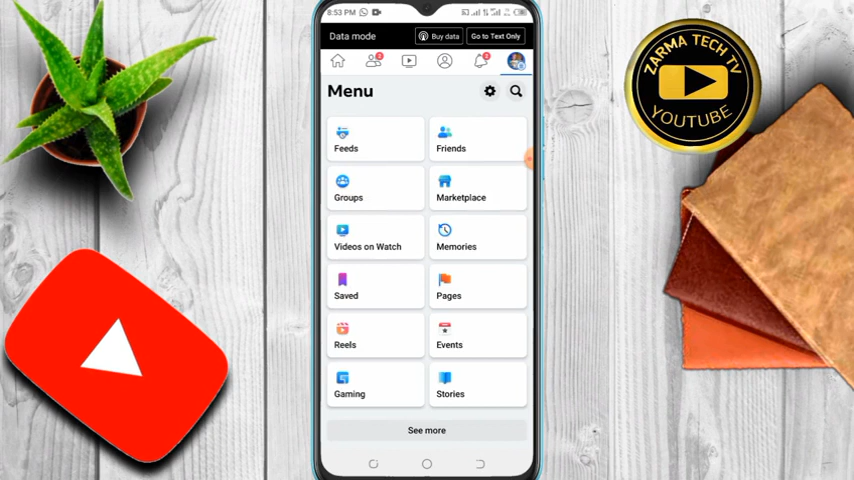 8:53 PM
Data mode
Buy data
Go to Text Only
Menu
Feeds
Friends
Groups
Marketplace
Videos on Watch
Memories
Saved
Pages
Reels
Events
Gaming
Stories
See more
ZARMA TECH TV
YOUTUBE